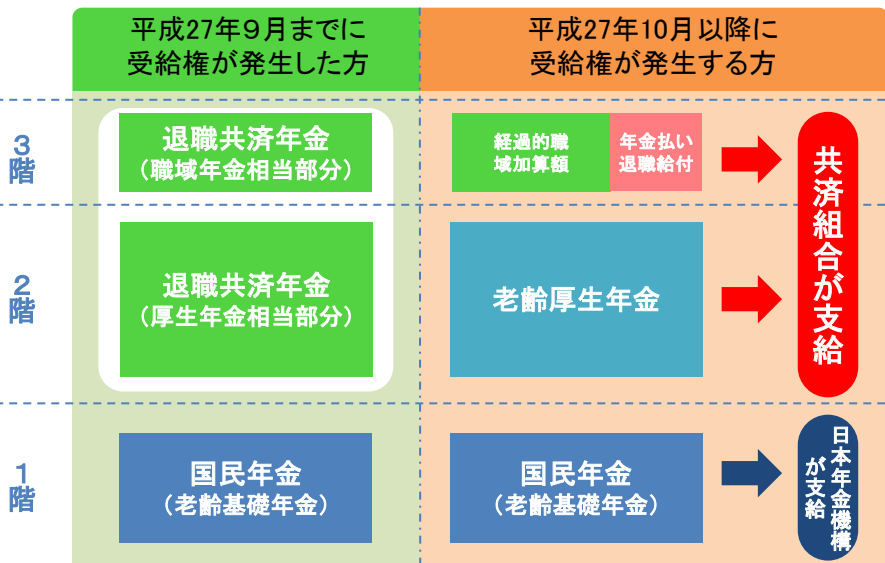 平成27年９月までに
受給権が発生した方
平成27年10月以降に
受給権が発生する方
３階
退職共済年金
（職域年金相当部分）
経過的職
域加算額
年金払い
退職給付
共済組合が支給
２階
退職共済年金
（厚生年金相当部分）
老齢厚生年金
１階
国民年金
（老齢基礎年金）
国民年金
（老齢基礎年金）
日本年金機構
が支給